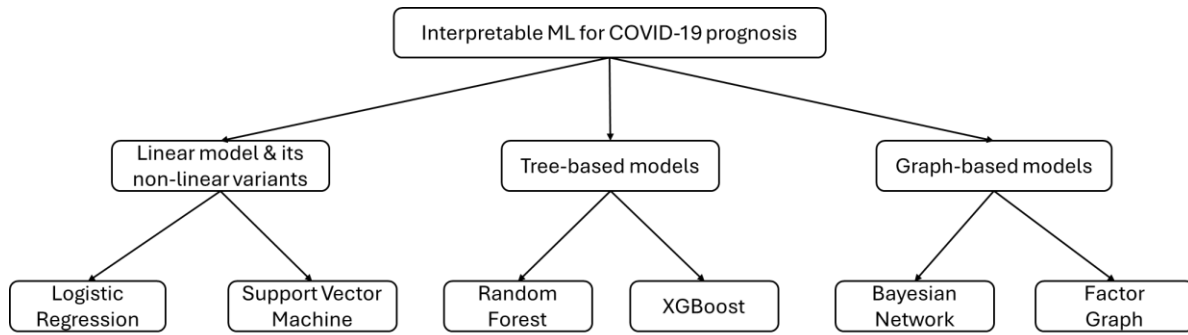 Interpretable ML for COVID-19 prognosis
Linear model & its
non-linear variants
Tree-based models
Graph-based models
Logistic
Regression
Support Vector
Machine
Random
Forest
XGBoost
Bayesian
Network
Factor
Graph